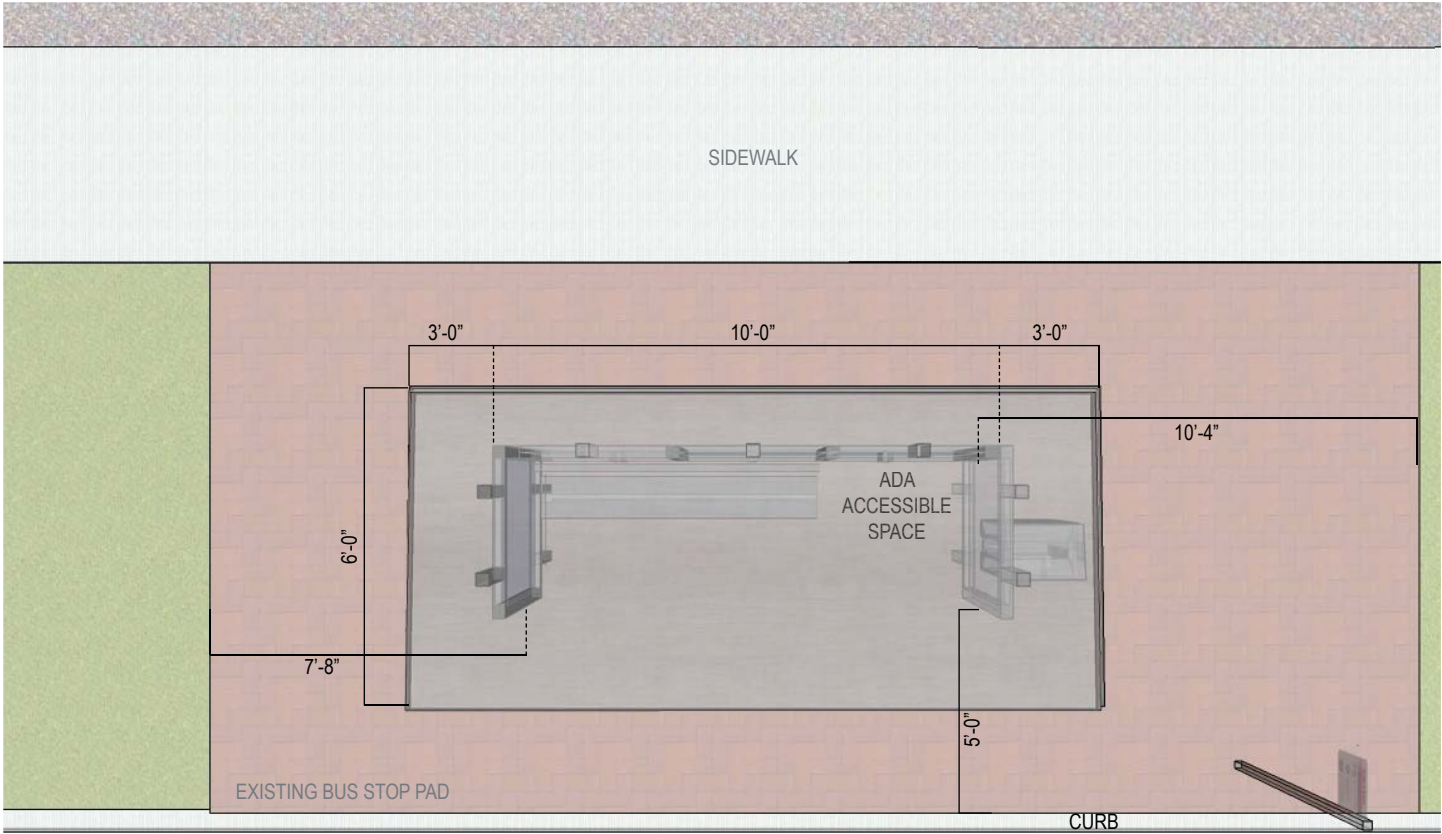 SIDEWALK
3’-0”
10’-0”
3’-0”
10’-4”
ADA
ACCESSIBLE
SPACE
6’-0”
7’-8”
5’-0”
EXISTING BUS STOP PAD
CURB